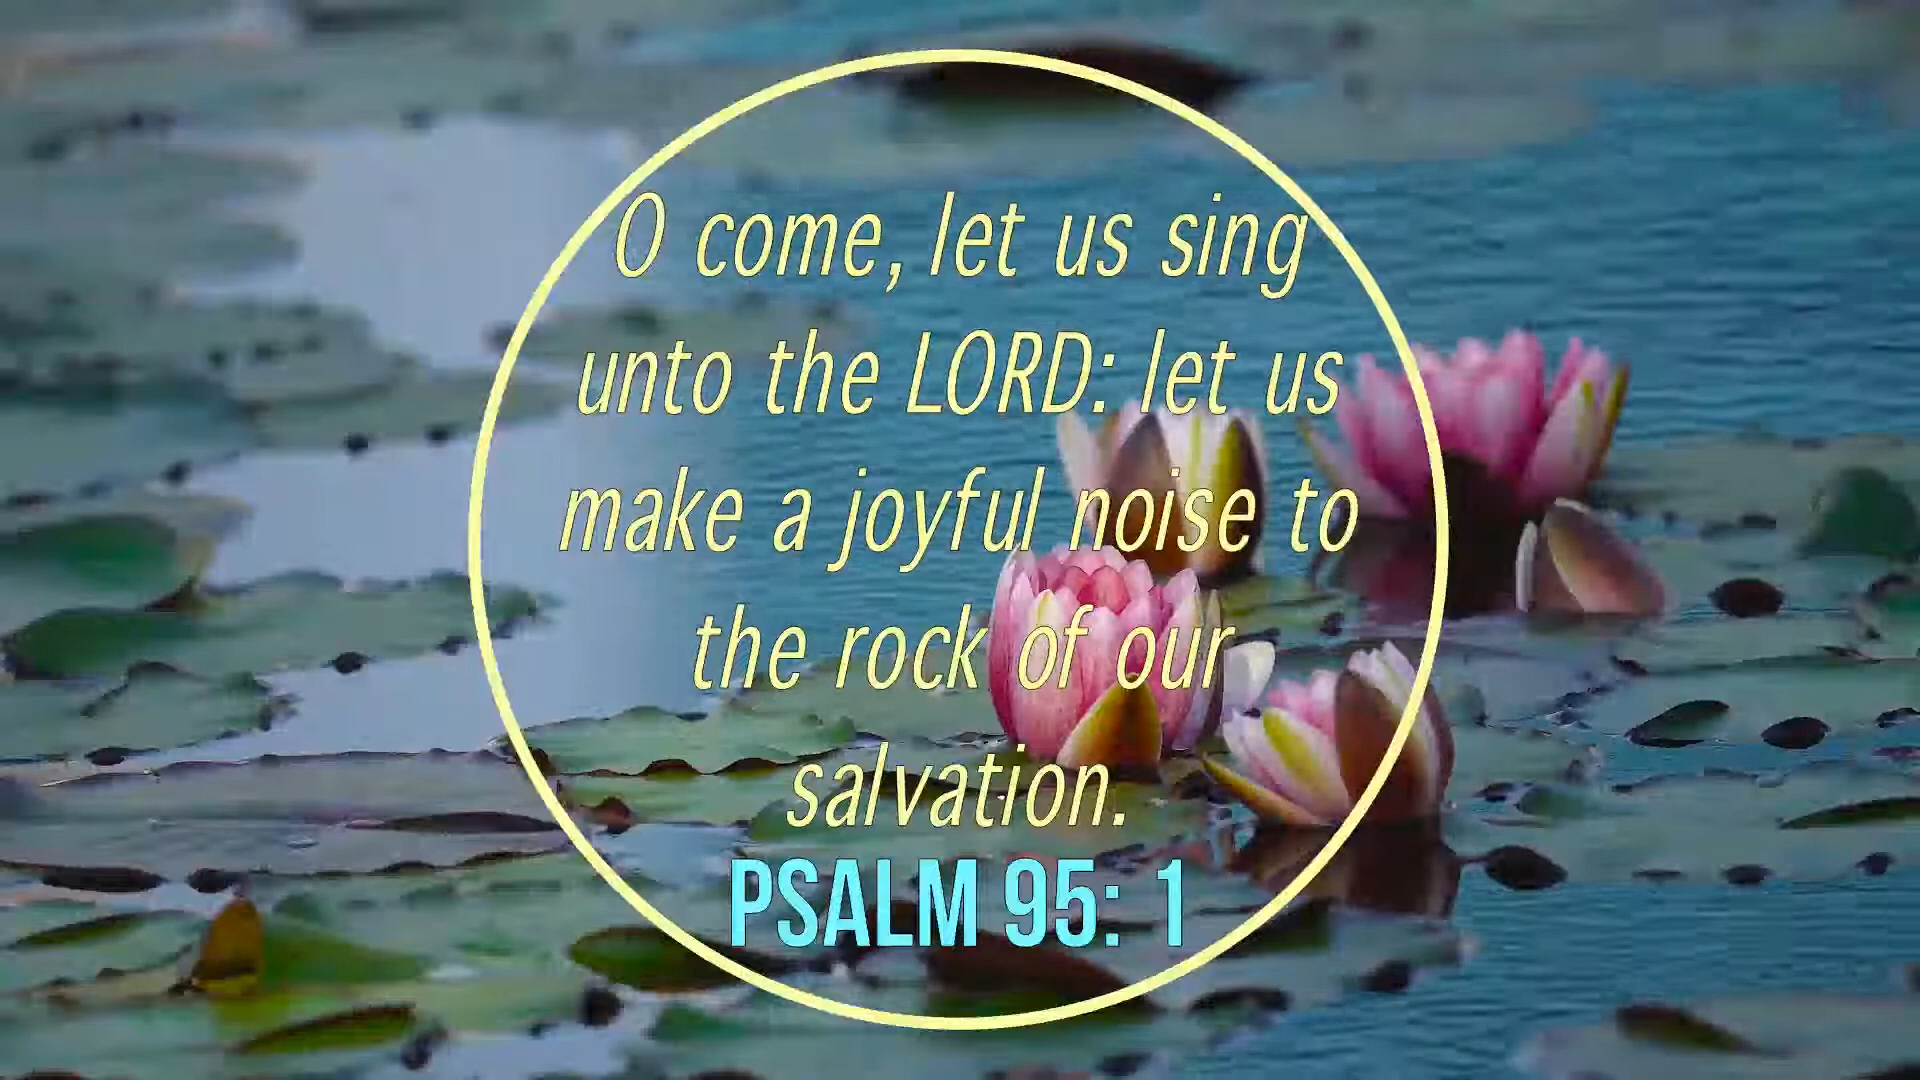 O come, let us sing
unto the LORD: let us
make a joyful noise to
the rock of our
salvation.
PSALM 95: 1